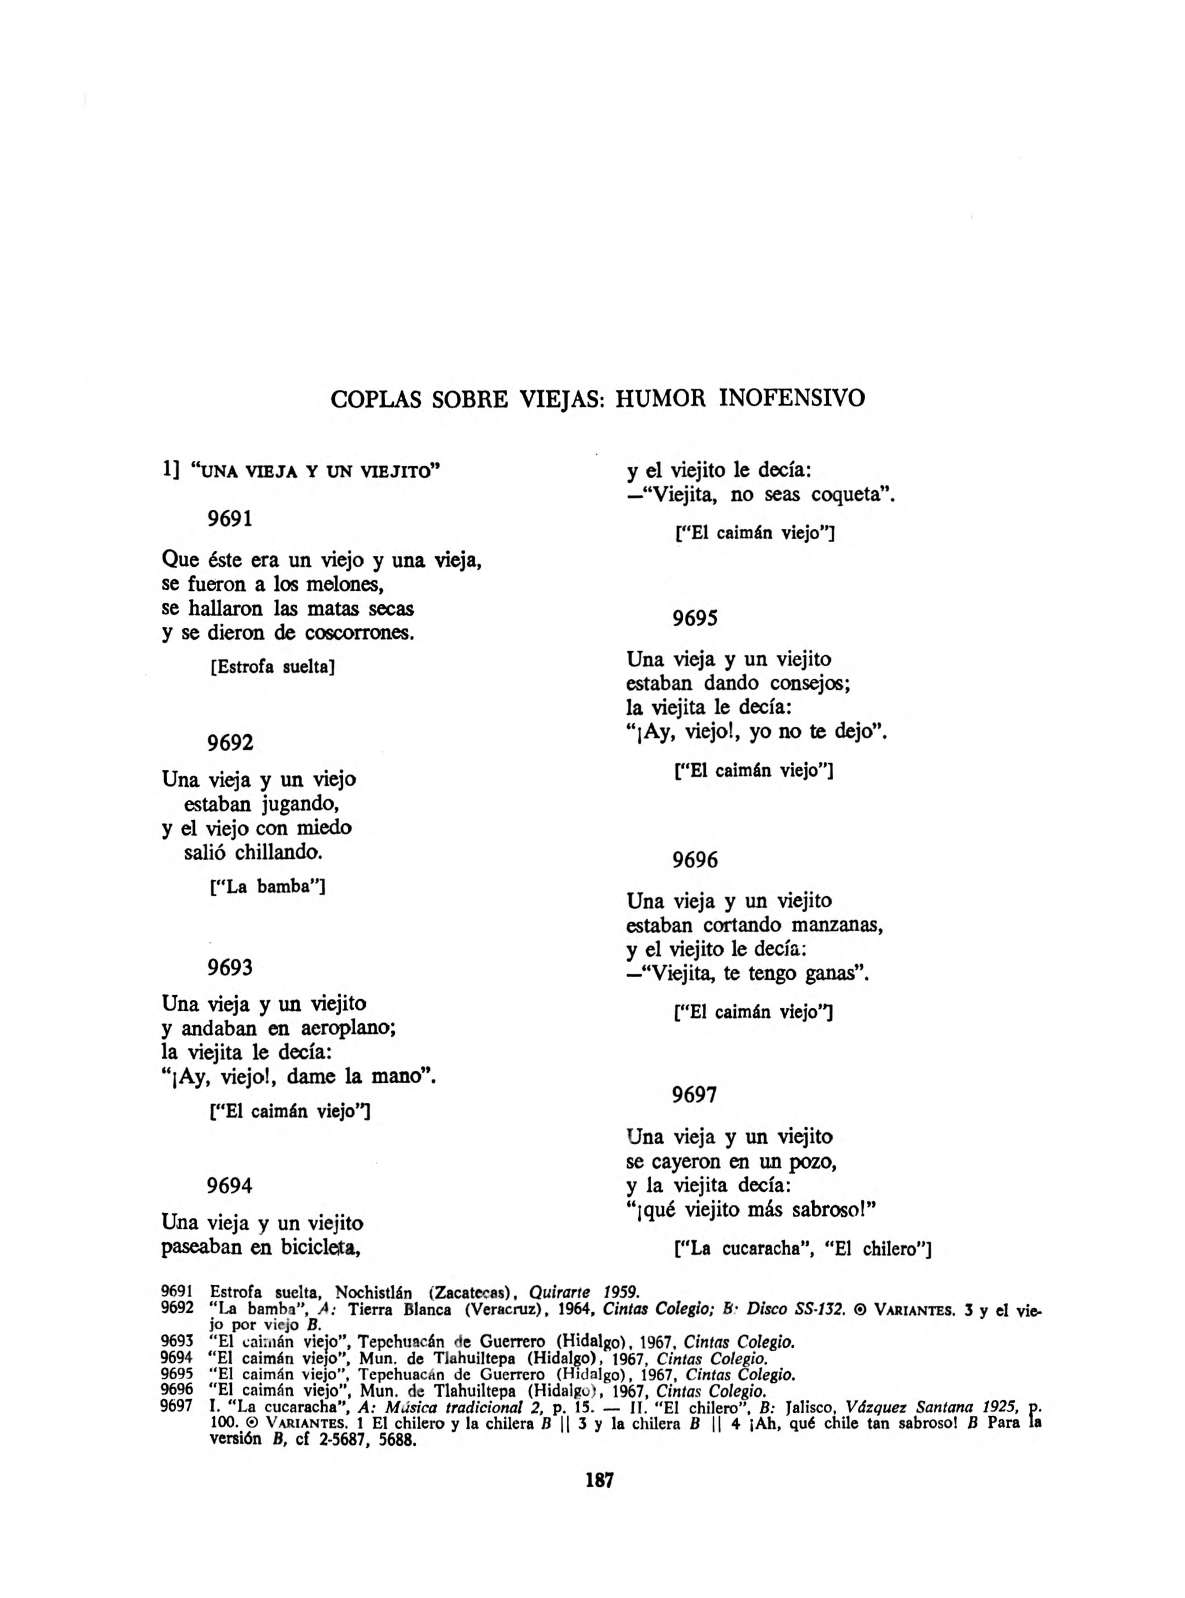 COPLAS SOBRE VIEJAS: HUMOR INOFENSIVO
1] “UNA VIEJA Y UN VIEJITO”
9691
Que éste era un viejo y una vieja,
se fueron a los melones,
se hallaron las matas secas
y se dieron de coscorrones.
[Estrofa suelta]
9692
Una vieja y un viejo
estaban jugando,
y el viejo con miedo
salió chillando.
[“La bamba”]
9693
Una vieja y un viejito
y andaban en aeroplano;
la viejita le decía:
“¡Ay, viejo!, dame la mano”.
[“El caimán viejo”]
9694
Una vieja y un viejito
paseaban en bicicleta,
y el viejito le decía:
—“Viejita, no seas coqueta”.
[“El caimán viejo”]
9695
Una vieja y un viejito
estaban dando consejos;
la viejita le decía:
“¡Ay, viejo!, yo no te dejo”.
[“El caimán viejo”]
9696
Una vieja y un viejito
estaban cortando manzanas,
y el viejito le decía:
—“Viejita, te tengo ganas”.
[“El caimán viejo”]
9697
Una vieja y un viejito
se cayeron en un pozo,
y la viejita decía:
“¡qué viejito más sabroso!”
[“La cucaracha”, “El chilero”]
9691 Estrofa suelta, Nochistlán (Zacatecas), Quirarte 1959.
9692 “La bamba”, A: Tierra Blanca (Veracruz), 1964, Cintas Colegio; B: Disco SS-132. ⊙ VARIANTES. 3 y el vie-
jo por viejo B.
9693 “El caimán viejo”, Tepehuacán de Guerrero (Hidalgo), 1967, Cintas Colegio.
9694 “El caimán viejo”, Mun. de Tlahuiltepa (Hidalgo), 1967, Cintas Colegio.
9695 “El caimán viejo”, Tepehuacán de Guerrero (Hidalgo), 1967, Cintas Colegio.
9696 “El caimán viejo”, Mun. de Tlahuiltepa (Hidalgo), 1967, Cintas Colegio.
9697 I. “La cucaracha”, A: Música tradicional 2, p. 15. — II. “El chilero”, B: Jalisco, Vázquez Santana 1925, p.
100. ⊙ VARIANTES. 1 El chilero y la chilera B || 3 y la chilera B || 4 ¡Ah, qué chile tan sabroso! B Para la
versión B, cf 2-5687, 5688.
187